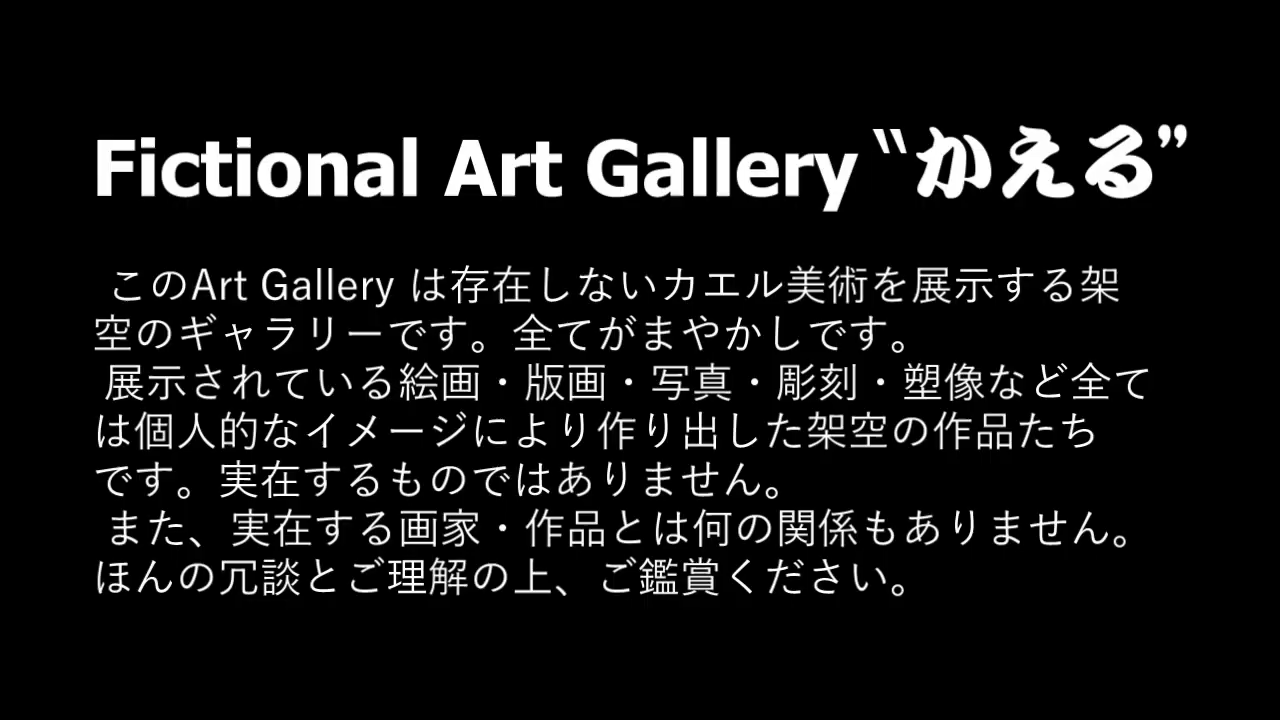 Fictional Art Gallery “かえる”
このArt Gallery は存在しないカエル美術を展示する架
空のギャラリーです。全てがまやかしです。
展示されている絵画・版画・写真・彫刻・塑像など全て
は個人的なイメージにより作り出した架空の作品たち
です。実在するものではありません。
また、実在する画家・作品とは何の関係もありません。
ほんの冗談とご理解の上、ご鑑賞ください。